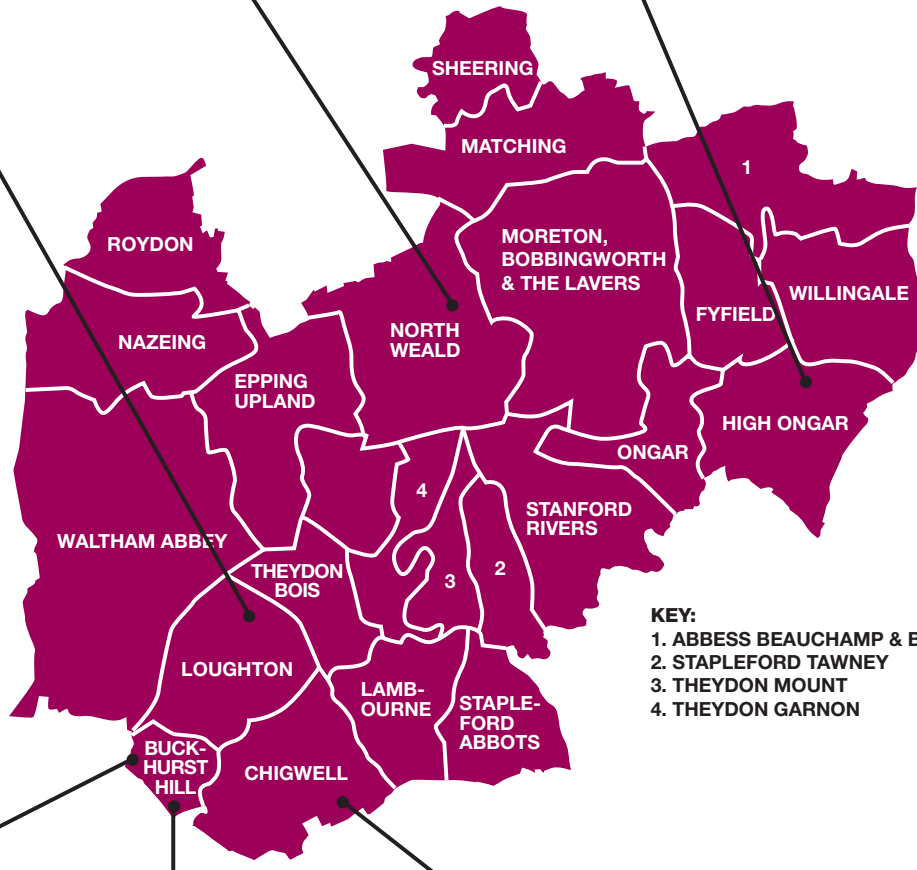 SHEERING
MATCHING
1
ROYDON
MORETON,
BOBBINGWORTH
& THE LAVERS
WILLINGALE
FYFIELD
NAZEING
NORTH
WEALD
EPPING
UPLAND
HIGH ONGAR
ONGAR
4
STANFORD
RIVERS
WALTHAM ABBEY
THEYDON
BOIS
3
2
LOUGHTON
LAMB-
OURNE
STAPLE-
FORD
ABBOTS
BUCK-
HURST
HILL
CHIGWELL
KEY:
1. ABBESS BEAUCHAMP & B
2. STAPLEFORD TAWNEY
3. THEYDON MOUNT
4. THEYDON GARNON